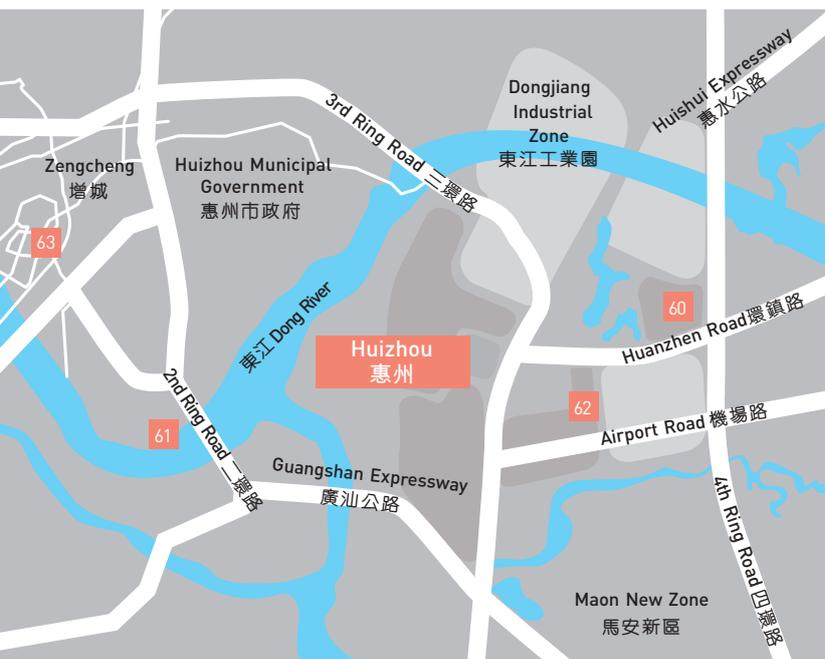 Dongjiang
Industrial
Zone
東江工業園
Huishui Expressway
惠水公路
3rd Ring Road 三環路
Zengcheng
增城
Huizhou Municipal
Government
惠州市政府
63
東江 Dong River
60
Huanzhen Road環鎮路
Huizhou
惠州
62
61
2nd Ring Road 二環路
Airport Road 機場路
Guangshan Expressway
廣汕公路
4th Ring Road 四環路
Maon New Zone
馬安新區